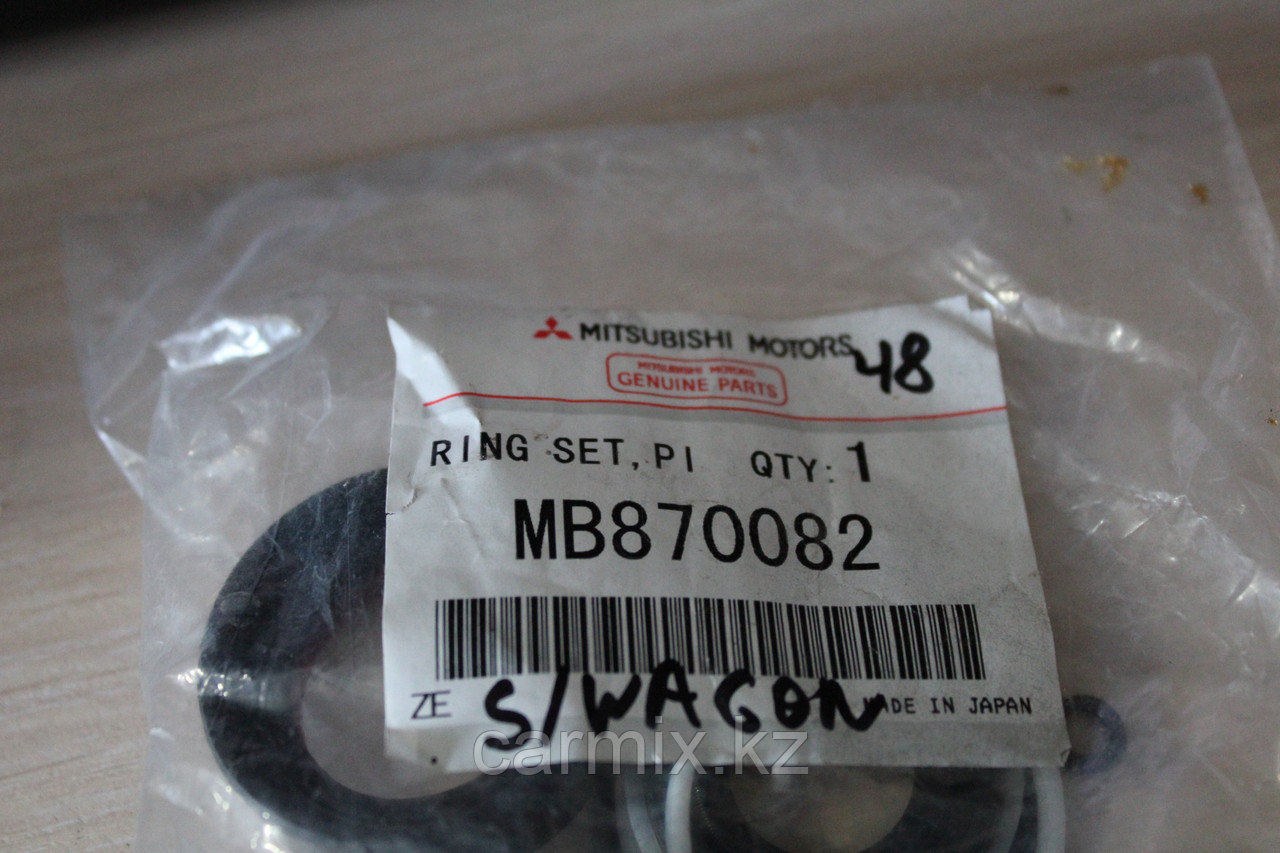 MITSUBISHI MOTORS
48
MITSUBISHI MOTORS
GENUINE PARTS
RING SET, PI QTY: 1
MB870082
ZE S/WAGON MADE IN JAPAN
carmix.kz